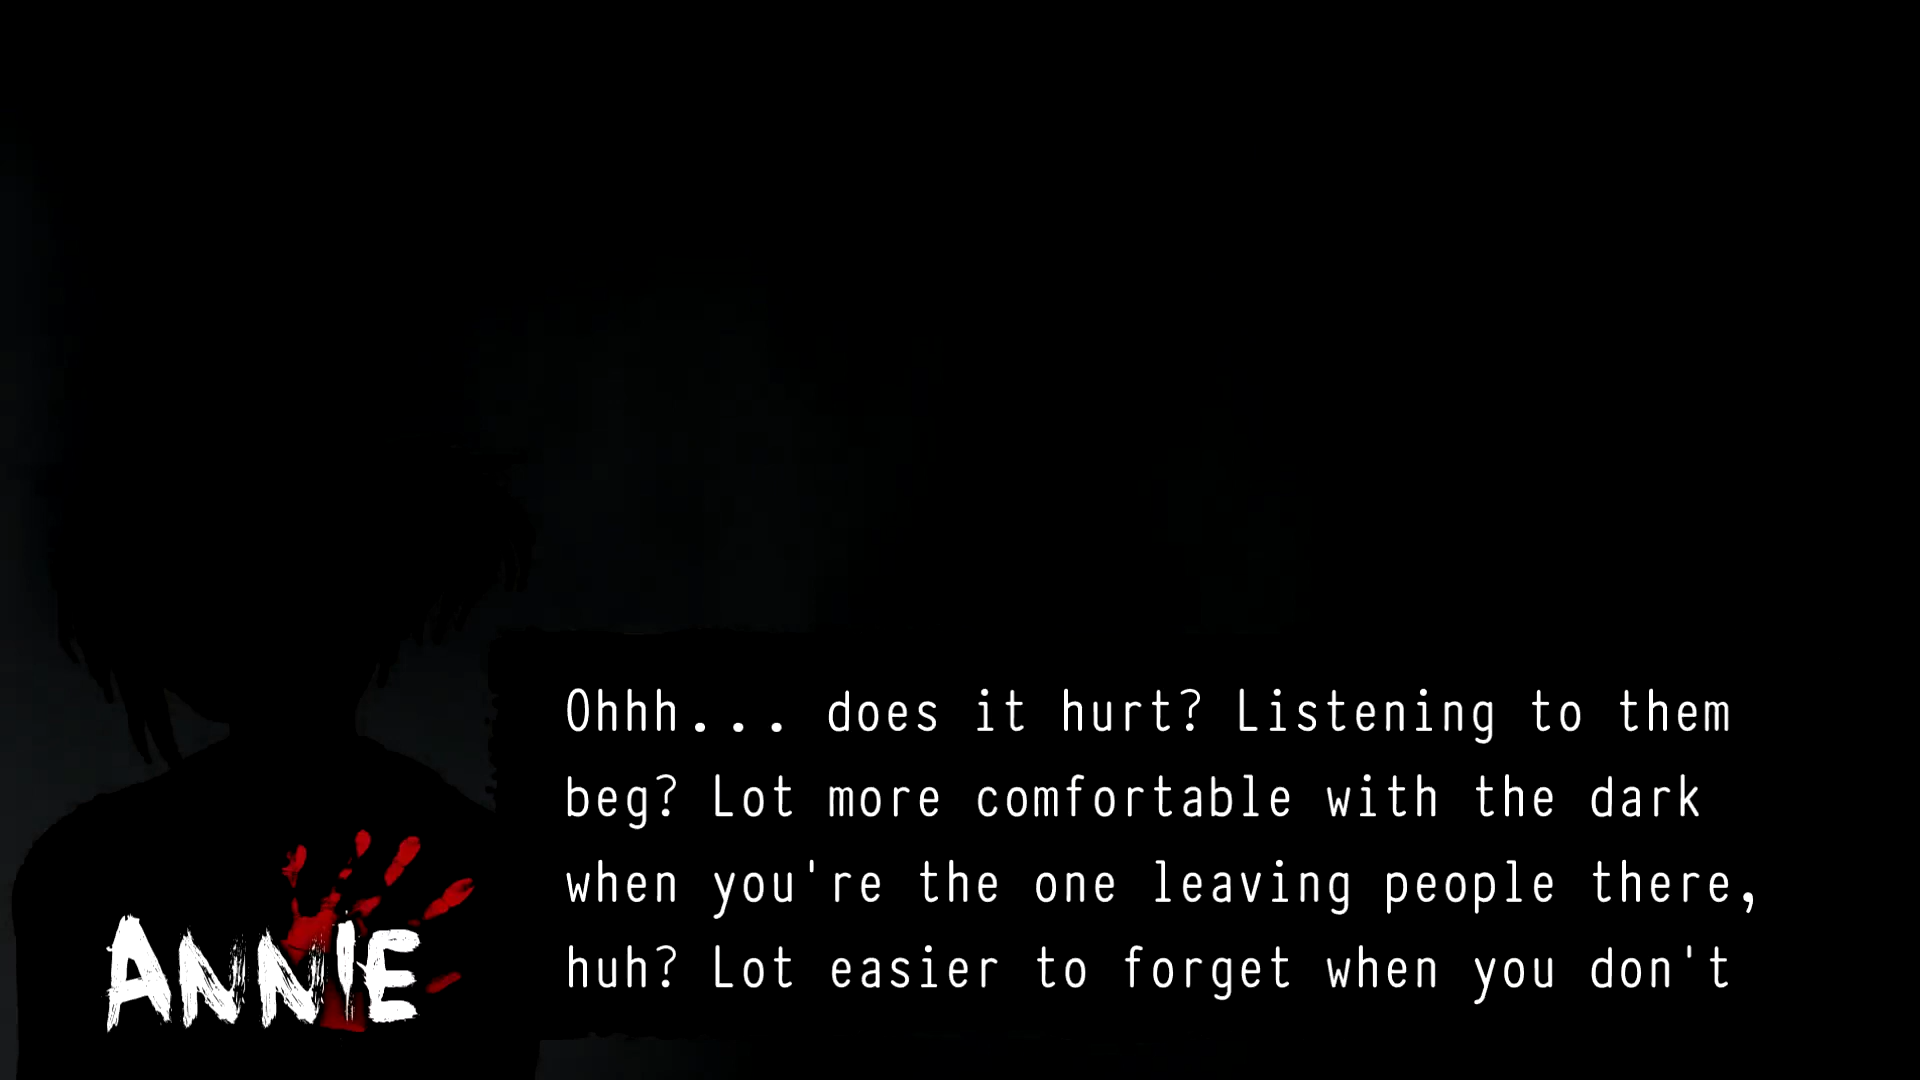 Ohhh... does it hurt? Listening to them
beg? Lot more comfortable with the dark
when you're the one leaving people there,
huh? Lot easier to forget when you don't
ANNIE